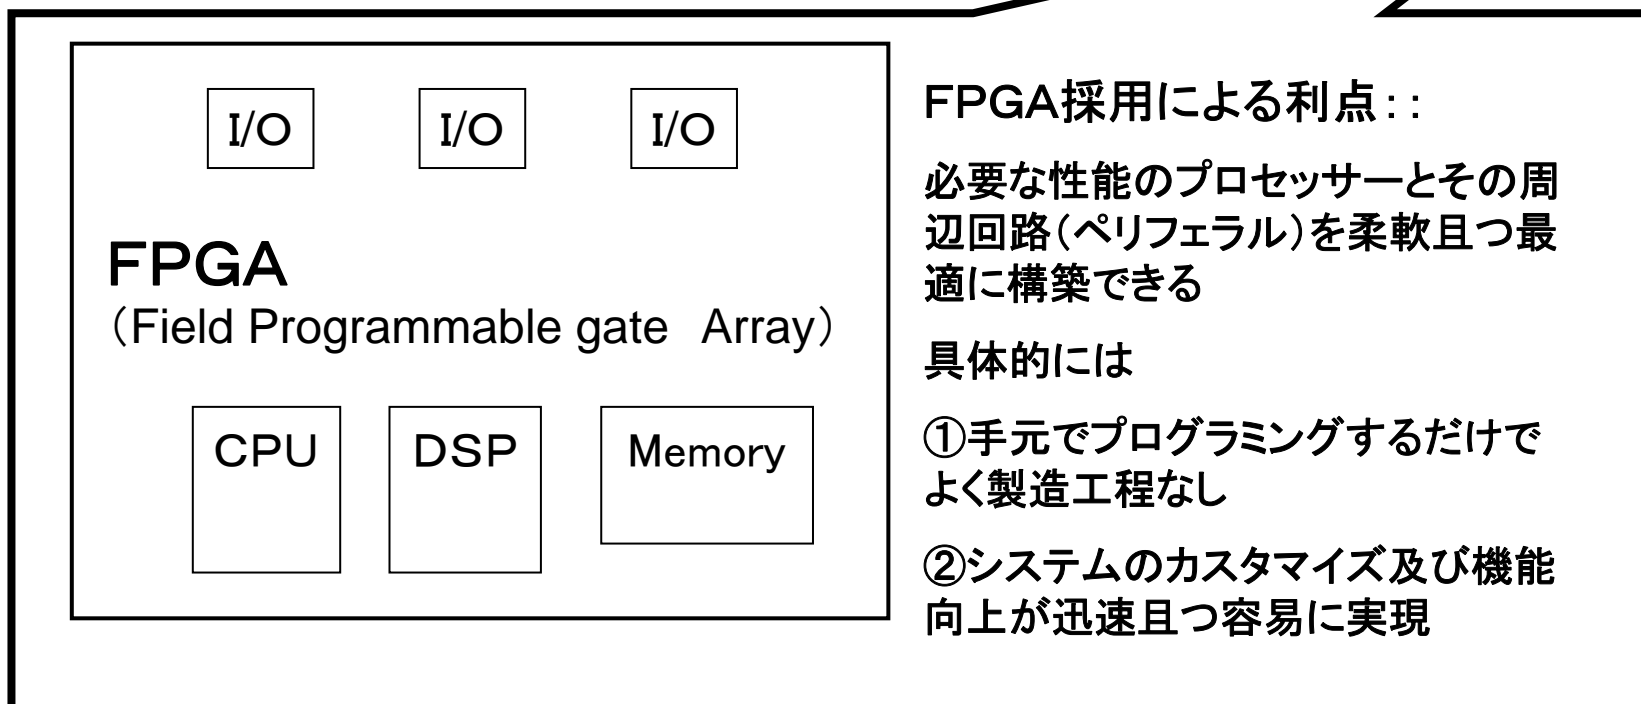 I/O I/O I/O
FPGA
(Field Programmable gate Array)
CPU DSP Memory
FPGA採用による利点::
必要な性能のプロセッサーとその周
辺回路(ペリフェラル)を柔軟且つ最
適に構築できる
具体的には
①手元でプログラミングするだけで
よく製造工程なし
②システムのカスタマイズ及び機能
向上が迅速且つ容易に実現